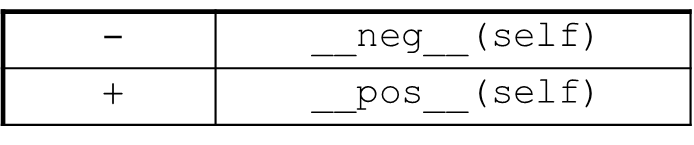 - __neg__(self)
+ __pos__(self)